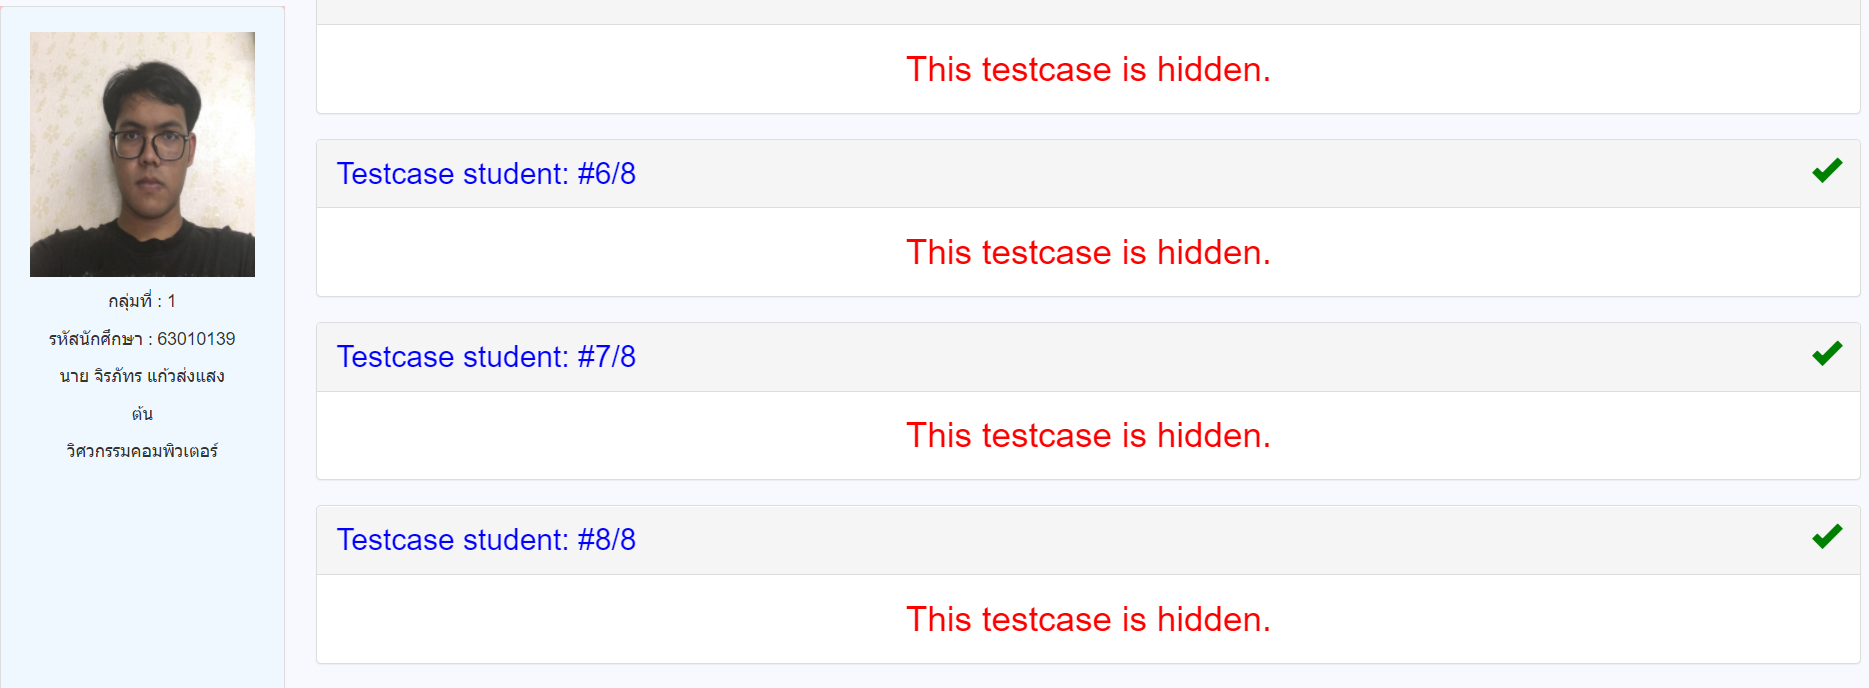 This testcase is hidden.
กลุ่มที่ : 1
รหัสนักศึกษา : 63010139
นาย จิรภัทร แก้วส่งแสง
ต้น
วิศวกรรมคอมพิวเตอร์
Testcase student: #6/8
This testcase is hidden.
Testcase student: #7/8
This testcase is hidden.
Testcase student: #8/8
This testcase is hidden.